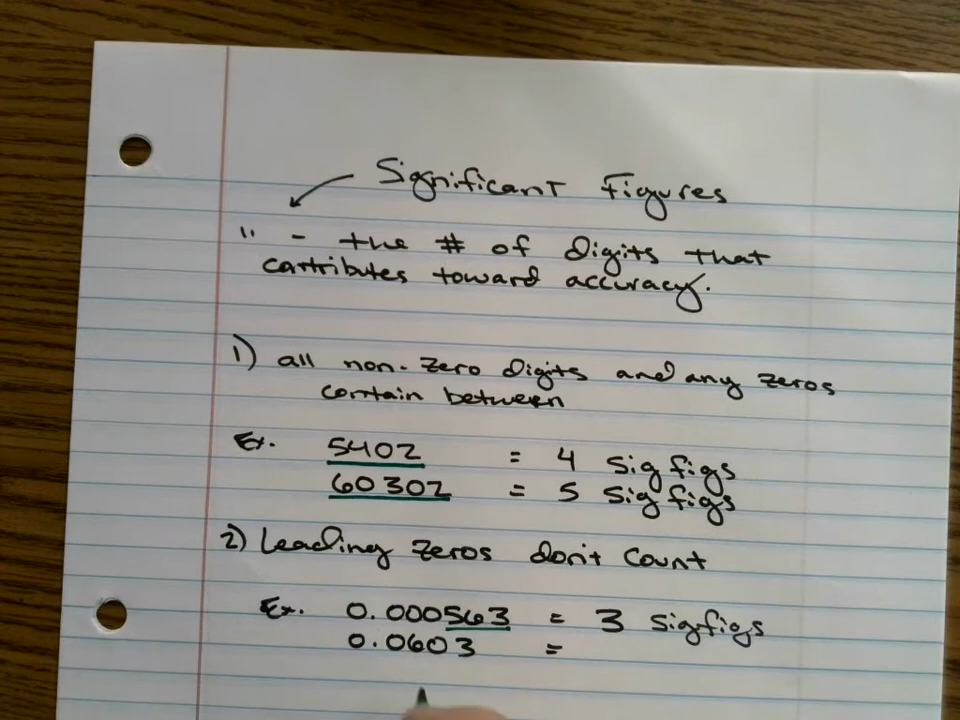 Significant Figures
" - the # of digits that
contributes toward accuracy.
1) all non-zero digits and any zeros
contain between
Ex. 5402 = 4 sig figs
60302 = 5 sig figs
2) Leading zeros don't count
Ex. 0.000563 = 3 sigfigs
0.0603 =